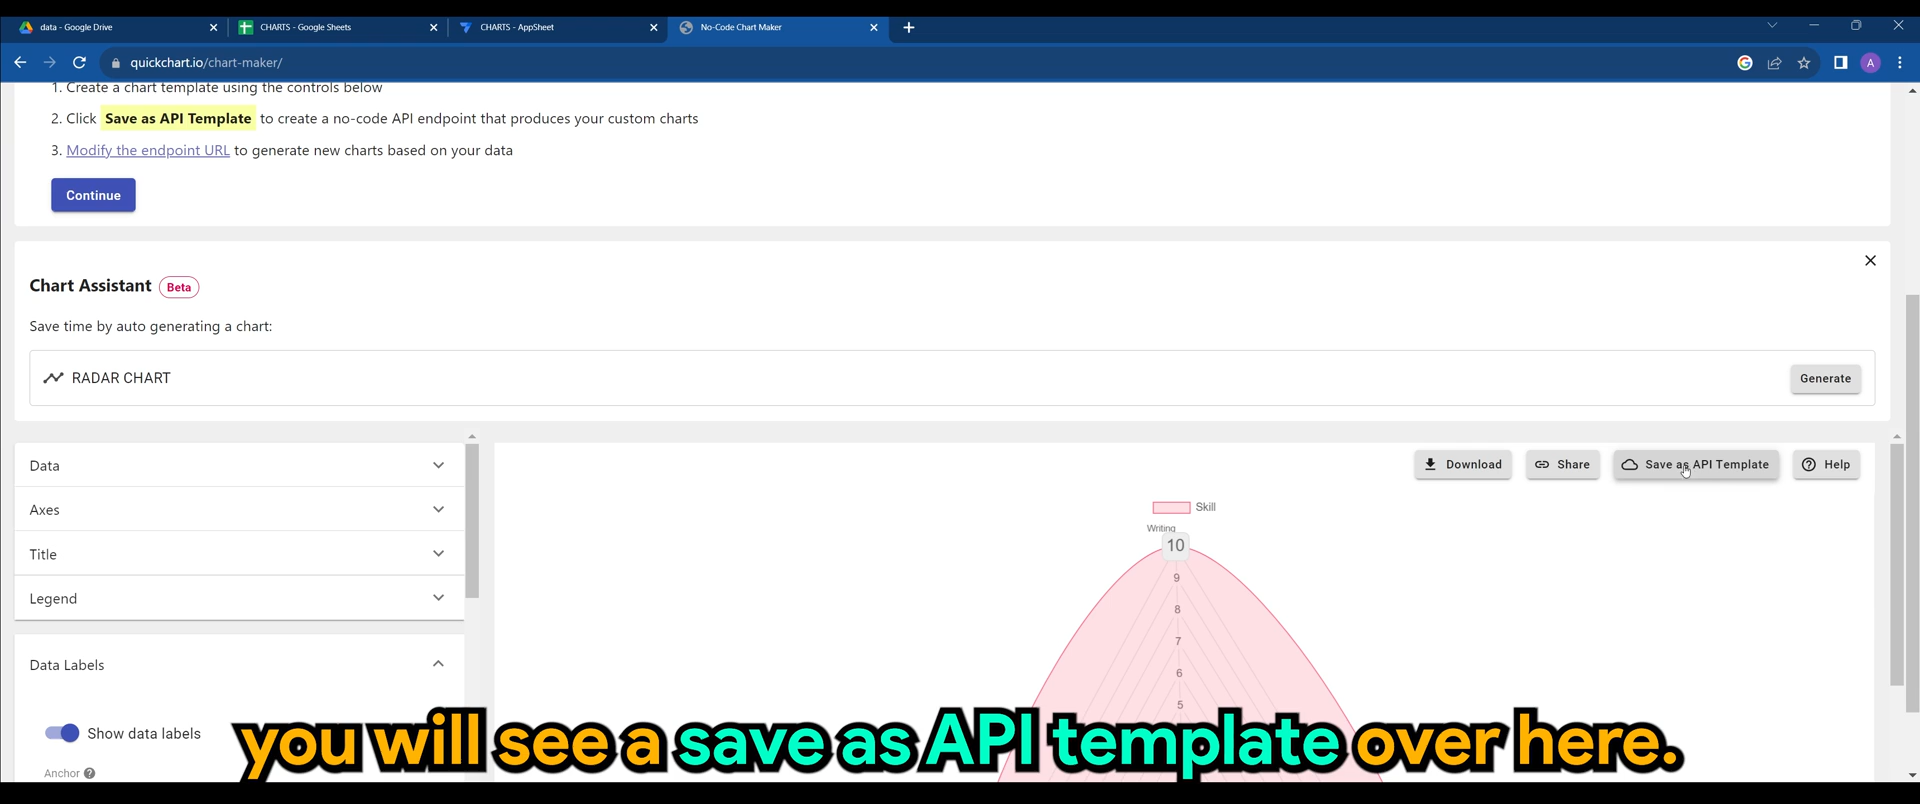 data - Google Drive
CHARTS - Google Sheets
CHARTS - AppSheet
No-Code Chart Maker
quickchart.io/chart-maker/
A
1. Create a chart template using the controls below
2. Click Save as API Template to create a no-code API endpoint that produces your custom charts
3. Modify the endpoint URL to generate new charts based on your data
Continue
Chart Assistant Beta
Save time by auto generating a chart:
RADAR CHART
Generate
Data
Axes
Title
Legend
Data Labels
Show data labels
Anchor
Download
Share
Save as API Template
Help
Skill
Writing
10
9
8
7
6
5
you will see a save as API template over here.